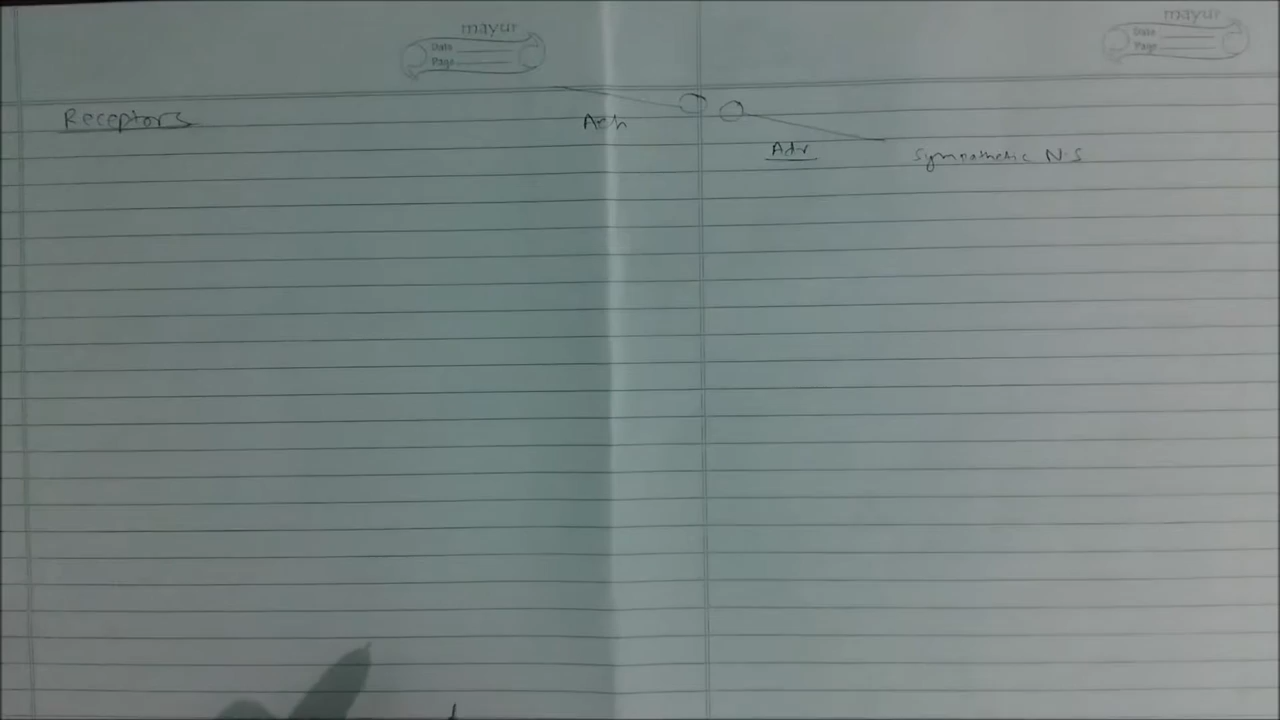 mayur
Date
Page
mayur
Date
Page
Receptors
Ach
Adr
Sympathetic N.S